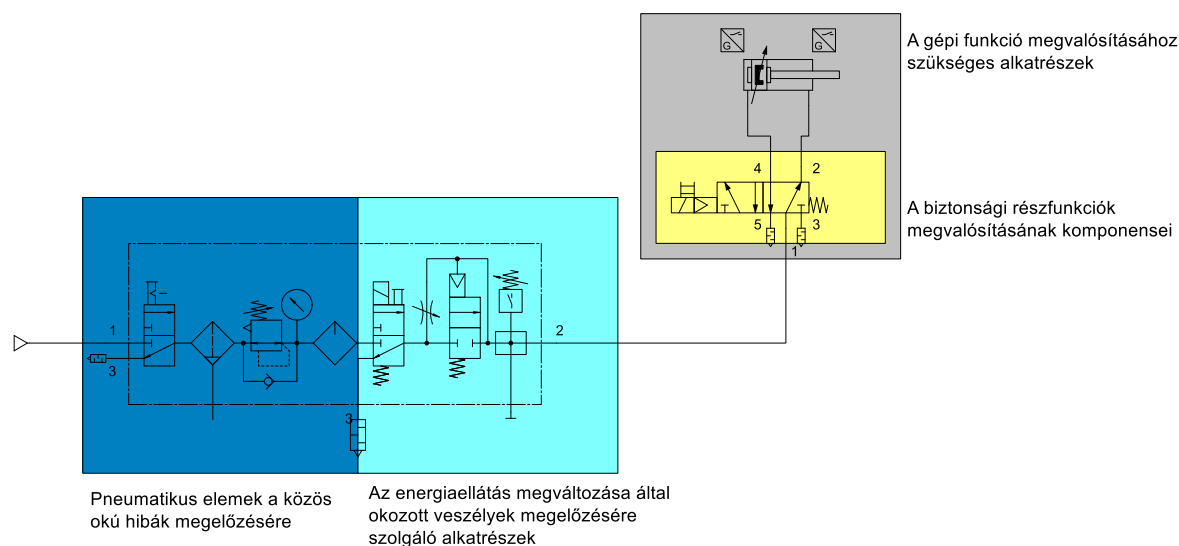 G
G
A gépi funkció megvalósításához
szükséges alkatrészek
4
2
5
3
1
A biztonsági részfunkciók
megvalósításának komponensei
1
3
2
3
Pneumatikus elemek a közös
okú hibák megelőzésére
Az energiaellátás megváltozása által
okozott veszélyek megelőzésére
szolgáló alkatrészek